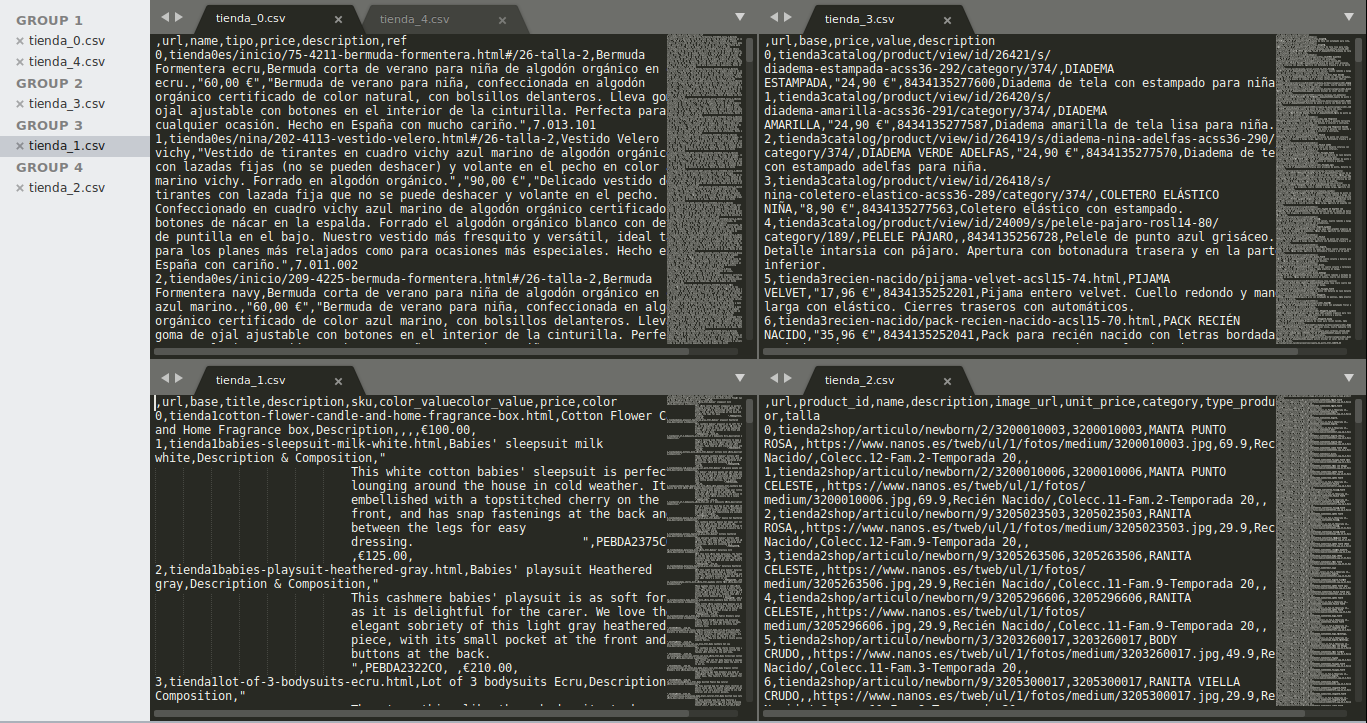 GROUP 1
tienda_0.csv
tienda_4.csv
GROUP 2
tienda_3.csv
GROUP 3
tienda_1.csv
GROUP 4
tienda_2.csv
tienda_0.csv
tienda_4.csv
,url,name,tipo,price,description,ref
0,tienda0es/inicio/75-4211-bermuda-formentera.html#/26-talla-2,Bermuda
Formentera ecru,Bermuda corta de verano para niña de algodón orgánico en
ecru.,"60,00 €","Bermuda de verano para niña, confeccionada en algodón
orgánico certificado de color natural, con bolsillos delanteros. Lleva go
ojal ajustable con botones en el interior de la cinturilla. Perfecta para
cualquier ocasión. Hecho en España con mucho cariño.",7.013.101
1,tienda0es/nina/202-4113-vestido-velero.html#/26-talla-2,Vestido Velero
vichy,"Vestido de tirantes en cuadro vichy azul marino de algodón orgánic
con lazadas fijas (no se pueden deshacer) y volante en el pecho en color
marino vichy. Forrado en algodón orgánico.","90,00 €","Delicado vestido d
tirantes con lazada fija que no se puede deshacer y volante en el pecho.
Confeccionado en cuadro vichy azul marino de algodón orgánico certificado
botones de nácar en la espalda. Forrado el algodón orgánico blanco con de
de puntilla en el bajo. Nuestro vestido más fresquito y versátil, ideal t
para los planes más relajados como para ocasiones más especiales. Hecho e
España con cariño.",7.011.002
2,tienda0es/inicio/209-4225-bermuda-formentera.html#/26-talla-2,Bermuda
Formentera navy,Bermuda corta de verano para niña de algodón orgánico en
azul marino.,"60,00 €","Bermuda de verano para niña, confeccionada en alg
orgánico certificado de color azul marino, con bolsillos delanteros. Llev
goma de ojal ajustable con botones en el interior de la cinturilla. Perfe
tienda_3.csv
,url,base,price,value,description
0,tienda3catalog/product/view/id/26421/s/
diadema-estampada-acss36-292/category/374/,DIADEMA
ESTAMPADA,"24,90 €",8434135277600,Diadema de tela con estampado para niña
1,tienda3catalog/product/view/id/26420/s/
diadema-amarilla-acss36-291/category/374/,DIADEMA
AMARILLA,"24,90 €",8434135277587,Diadema amarilla de tela lisa para niña.
2,tienda3catalog/product/view/id/26419/s/diadema-nina-adelfas-acss36-290/
category/374/,DIADEMA VERDE ADELFAS,"24,90 €",8434135277570,Diadema de te
con estampado adelfas para niña.
3,tienda3catalog/product/view/id/26418/s/
nina-coletero-elastico-acss36-289/category/374/,COLETERO ELÁSTICO
NIÑA,"8,90 €",8434135277563,Coletero elástico con estampado.
4,tienda3catalog/product/view/id/24009/s/pelele-pajaro-rosl14-80/
category/189/,PELELE PÁJARO,,8434135256728,Pelele de punto azul grisáceo.
Detalle intarsia con pájaro. Apertura con botonadura trasera y en la part
inferior.
5,tienda3recien-nacido/pijama-velvet-acsl15-74.html,PIJAMA
VELVET,"17,96 €",8434135252201,Pijama entero velvet. Cuello redondo y man
larga con elástico. Cierres traseros con automáticos.
6,tienda3recien-nacido/pack-recien-nacido-acsl15-70.html,PACK RECIÉN
NACIDO,"35,96 €",8434135252041,Pack para recién nacido con letras bordada
tienda_1.csv
,url,base,title,description,sku,color_valuecolor_value,price,color
0,tienda1cotton-flower-candle-and-home-fragrance-box.html,Cotton Flower C
and Home Fragrance box,Description,,,,€100.00,
1,tienda1babies-sleepsuit-milk-white.html,Babies' sleepsuit milk
white,Description & Composition,"
This white cotton babies' sleepsuit is perfec
lounging around the house in cold weather. It
embellished with a topstitched cherry on the
front, and has snap fastenings at the back an
between the legs for easy
dressing. ",PEBDA2375C
,€125.00,
2,tienda1babies-playsuit-heathered-gray.html,Babies' playsuit Heathered
gray,Description & Composition,"
This cashmere babies' playsuit is as soft for
as it is delightful for the carer. We love th
elegant sobriety of this light gray heathered
piece, with its small pocket at the front and
buttons at the back.
",PEBDA2322CO, ,€210.00,
3,tienda1lot-of-3-bodysuits-ecru.html,Lot of 3 bodysuits Ecru,Description
Composition,"
tienda_2.csv
,url,product_id,name,description,image_url,unit_price,category,type_produ
or,talla
0,tienda2shop/articulo/newborn/2/3200010003,3200010003,MANTA PUNTO
ROSA,,https://www.nanos.es/tweb/ul/1/fotos/medium/3200010003.jpg,69.9,Rec
Nacido/,Colecc.12-Fam.2-Temporada 20,,
1,tienda2shop/articulo/newborn/2/3200010006,3200010006,MANTA PUNTO
CELESTE,,https://www.nanos.es/tweb/ul/1/fotos/
medium/3200010006.jpg,69.9,Recién Nacido/,Colecc.11-Fam.2-Temporada 20,,
2,tienda2shop/articulo/newborn/9/3205023503,3205023503,RANITA
ROSA,,https://www.nanos.es/tweb/ul/1/fotos/medium/3205023503.jpg,29.9,Rec
Nacido/,Colecc.12-Fam.9-Temporada 20,,
3,tienda2shop/articulo/newborn/9/3205263506,3205263506,RANITA
CELESTE,,https://www.nanos.es/tweb/ul/1/fotos/
medium/3205263506.jpg,29.9,Recién Nacido/,Colecc.11-Fam.9-Temporada 20,,
4,tienda2shop/articulo/newborn/9/3205296606,3205296606,RANITA
CELESTE,,https://www.nanos.es/tweb/ul/1/fotos/
medium/3205296606.jpg,29.9,Recién Nacido/,Colecc.11-Fam.9-Temporada 20,,
5,tienda2shop/articulo/newborn/3/3203260017,3203260017,BODY
CRUDO,,https://www.nanos.es/tweb/ul/1/fotos/medium/3203260017.jpg,49.9,Re
Nacido/,Colecc.11-Fam.3-Temporada 20,,
6,tienda2shop/articulo/newborn/9/3205300017,3205300017,RANITA VIELLA
CRUDO,,https://www.nanos.es/tweb/ul/1/fotos/medium/3205300017.jpg,29.9,Re